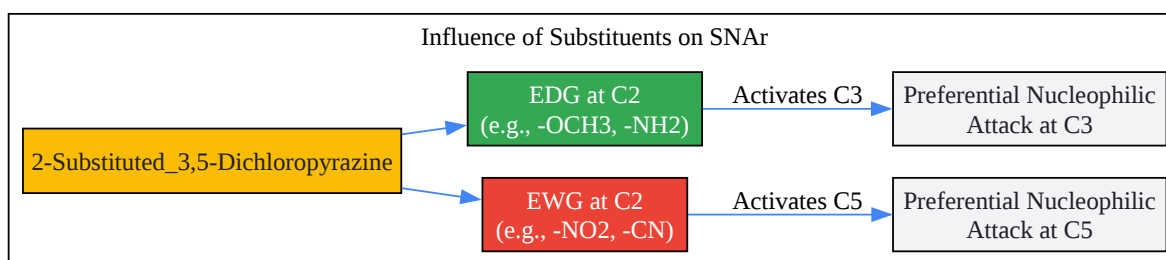 Influence of Substituents on SNAr
2-Substituted_3,5-Dichloropyrazine
EDG at C2
(e.g., -OCH3, -NH2)
Activates C3
Preferential Nucleophilic
Attack at C3
EWG at C2
(e.g., -NO2, -CN)
Activates C5
Preferential Nucleophilic
Attack at C5